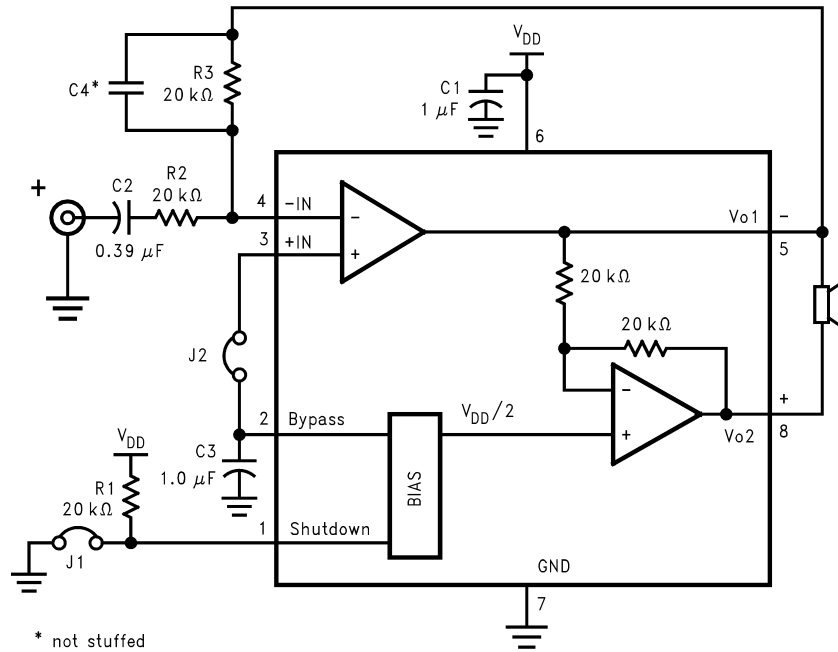 V_DD
C4*
R3
20 kΩ
C1
1 µF
6
+
C2
R2
20 kΩ
0.39 µF
4
-IN
3
+IN
-
+
Vo1
-
5
20 kΩ
20 kΩ
J2
2
Bypass
V_DD/2
-
+
+
Vo2
8
V_DD
C3
1.0 µF
BIAS
R1
20 kΩ
1
Shutdown
J1
GND
7
* not stuffed